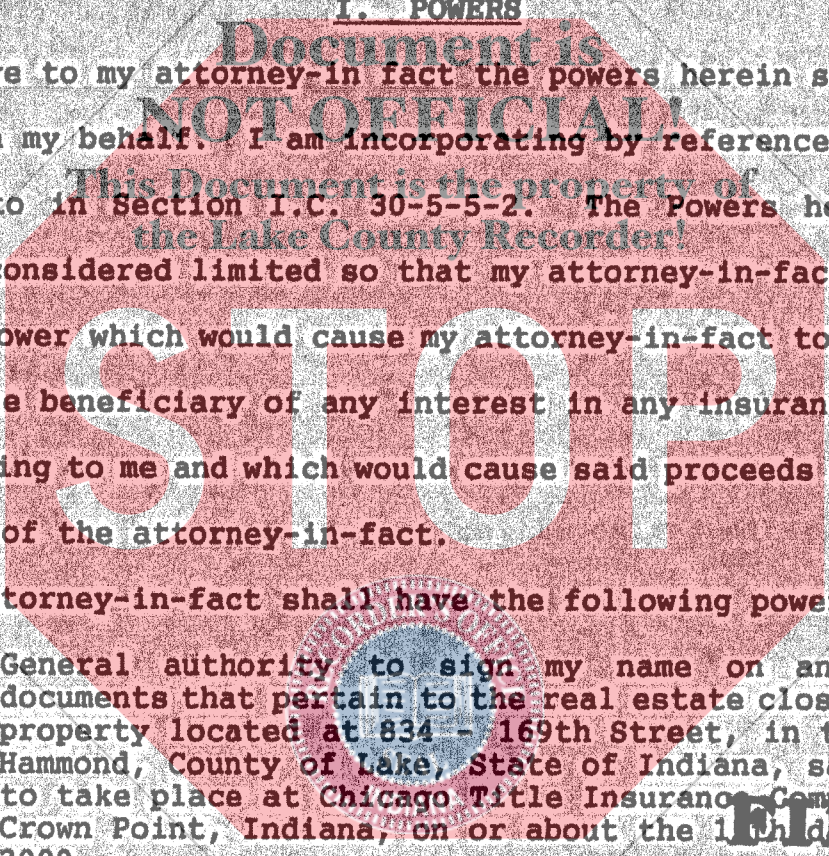 I. POWERS
Document is
re to my attorney-in fact the powers herein s
NOT OFFICIAL!
my behalf. I am incorporating by reference
This Document is the property of
to in Section I.C. 30-5-5-2. The Powers he
the Lake County Recorder!
onsidered limited so that my attorney-in-fac
STOP
ower which would cause my attorney-in-fact to
e beneficiary of any interest in any insuran
ing to me and which would cause said proceeds
of the attorney-in-fact.
torney-in-fact shall have the following powe
RECORDER'S OFFICE
General authority to sign my name on an
documents that pertain to the real estate clos
property located at 834 - 169th Street, in t
Hammond, County of Lake, State of Indiana, s
to take place at Chicago Title Insurance Com
Crown Point, Indiana, on or about the